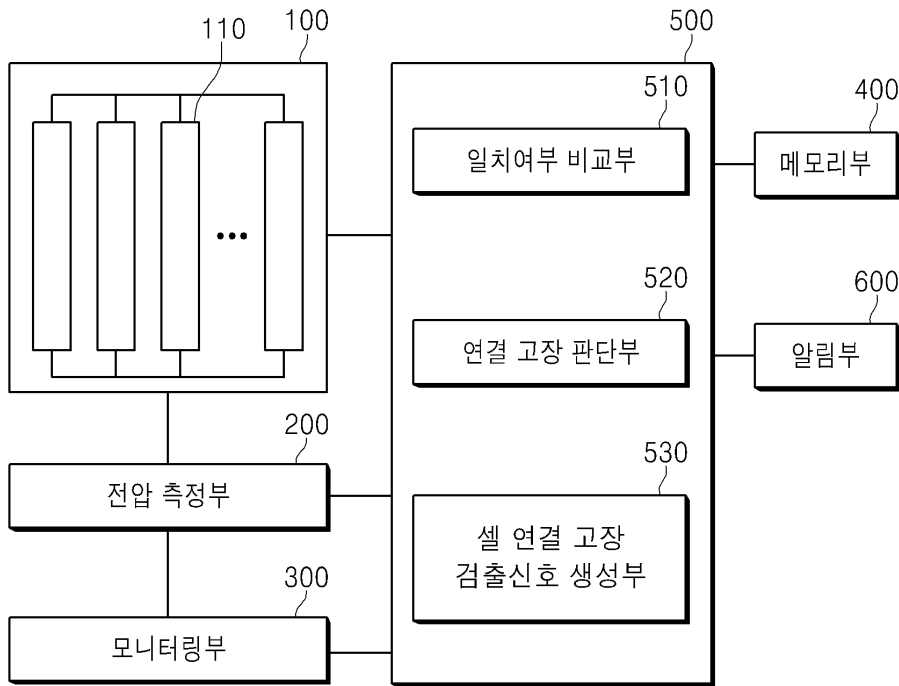 100
110
500
510
일치여부 비교부
400
메모리부
520
연결 고장 판단부
600
알림부
200
전압 측정부
530
셀 연결 고장
검출신호 생성부
300
모니터링부